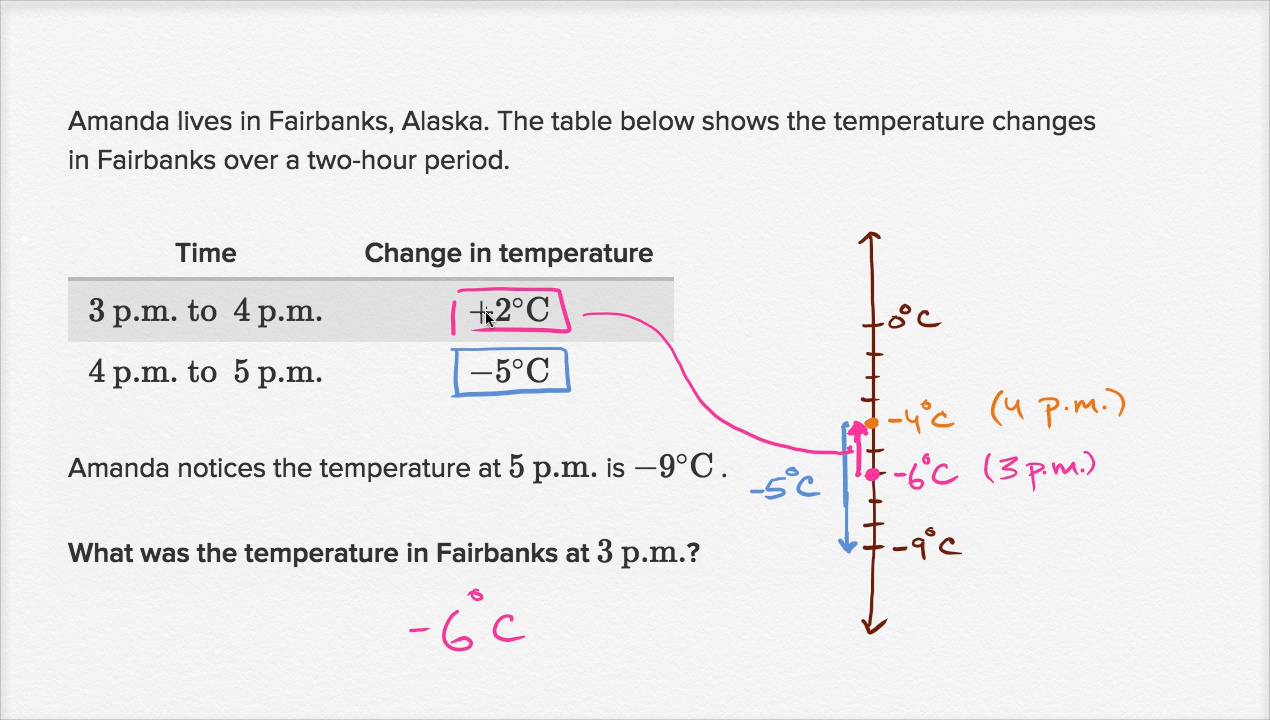 Amanda lives in Fairbanks, Alaska. The table below shows the temperature changes
in Fairbanks over a two-hour period.
Time Change in temperature
3 p.m. to 4 p.m. +2°C
4 p.m. to 5 p.m. −5°C
Amanda notices the temperature at 5 p.m. is −9°C.
What was the temperature in Fairbanks at 3 p.m.?
-6°C
0°C
-4°C (4 p.m.)
-6°C (3 p.m.)
-5°C
-9°C